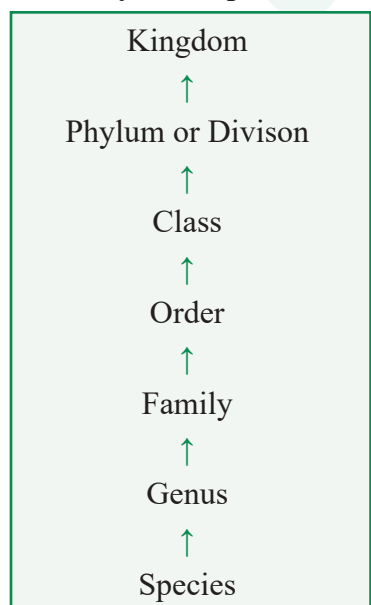 Kingdom
↑
Phylum or Divison
↑
Class
↑
Order
↑
Family
↑
Genus
↑
Species